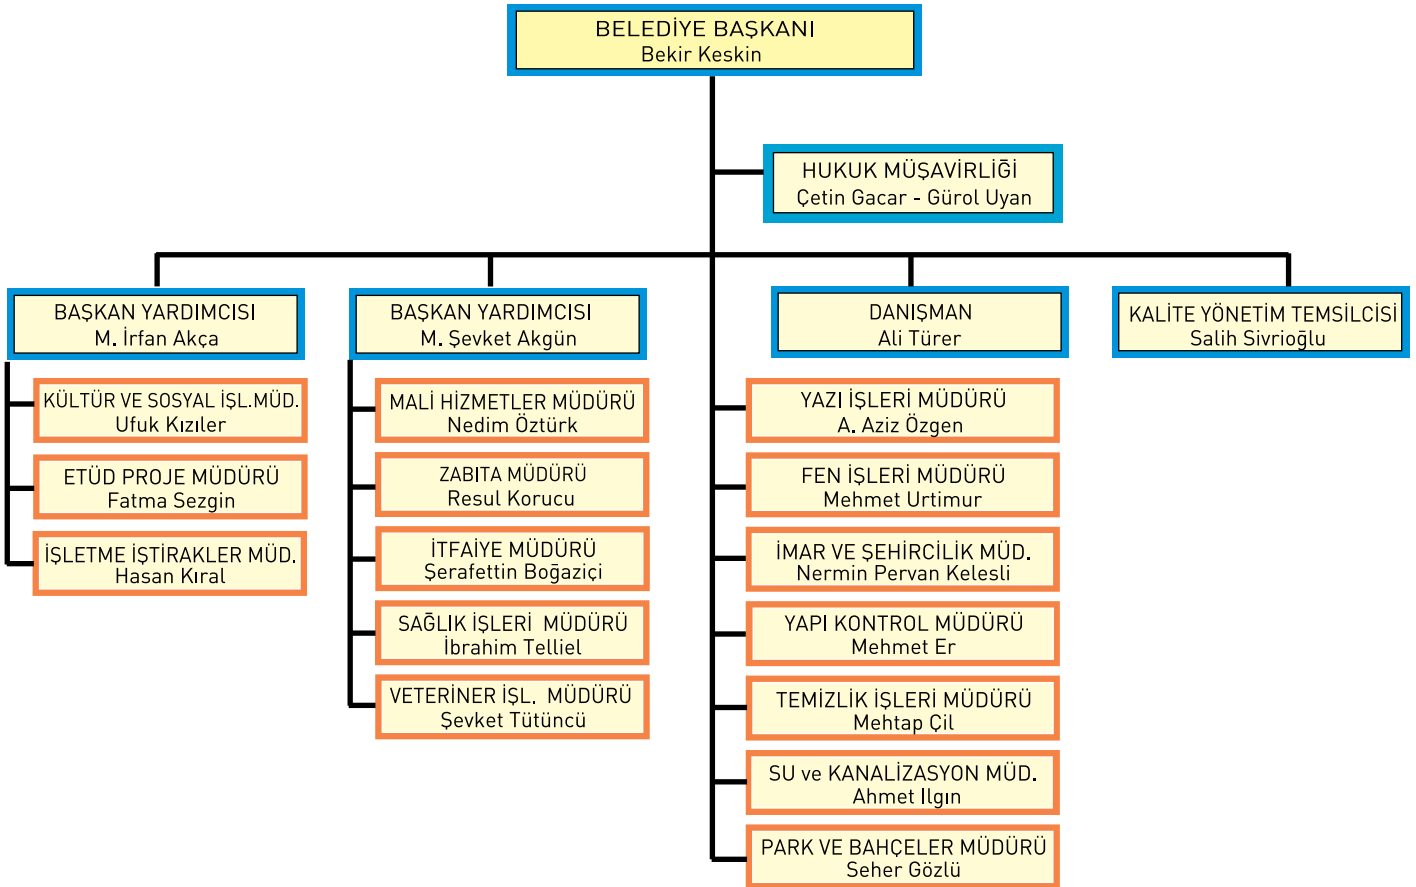 BELEDİYE BAŞKANI
Bekir Keskin
HUKUK MÜŞAVİRLİĞİ
Çetin Gacar - Gürol Uyan
BAŞKAN YARDIMCISI
M. İrfan Akça
BAŞKAN YARDIMCISI
M. Şevket Akgün
DANIŞMAN
Ali Türer
KALİTE YÖNETİM TEMSİLCİSİ
Salih Sivrioğlu
KÜLTÜR VE SOSYAL İŞL.MÜD.
Ufuk Kızıler
ETÜD PROJE MÜDÜRÜ
Fatma Sezgin
İŞLETME İŞTİRAKLER MÜD.
Hasan Kıral
MALİ HİZMETLER MÜDÜRÜ
Nedim Öztürk
ZABITA MÜDÜRÜ
Resul Korucu
İTFAİYE MÜDÜRÜ
Şerafettin Boğaziçi
SAĞLIK İŞLERİ MÜDÜRÜ
İbrahim Telliel
VETERİNER İŞL. MÜDÜRÜ
Şevket Tütüncü
YAZI İŞLERİ MÜDÜRÜ
A. Aziz Özgen
FEN İŞLERİ MÜDÜRÜ
Mehmet Urtimur
İMAR VE ŞEHİRCİLİK MÜD.
Nermin Pervan Kelesli
YAPI KONTROL MÜDÜRÜ
Mehmet Er
TEMİZLİK İŞLERİ MÜDÜRÜ
Mehtap Çil
SU ve KANALİZASYON MÜD.
Ahmet Ilgın
PARK VE BAHÇELER MÜDÜRÜ
Seher Gözlü